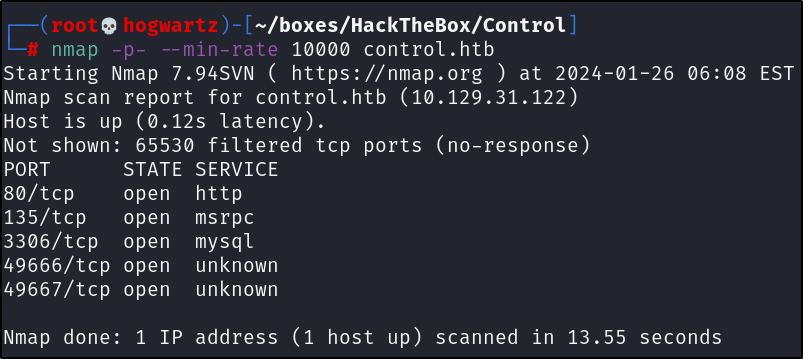 ┌──(root💀hogwartz)-[~/boxes/HackTheBox/Control]
└─# nmap -p- --min-rate 10000 control.htb
Starting Nmap 7.94SVN ( https://nmap.org ) at 2024-01-26 06:08 EST
Nmap scan report for control.htb (10.129.31.122)
Host is up (0.12s latency).
Not shown: 65530 filtered tcp ports (no-response)
PORT      STATE SERVICE
80/tcp    open  http
135/tcp   open  msrpc
3306/tcp  open  mysql
49666/tcp open  unknown
49667/tcp open  unknown
Nmap done: 1 IP address (1 host up) scanned in 13.55 seconds